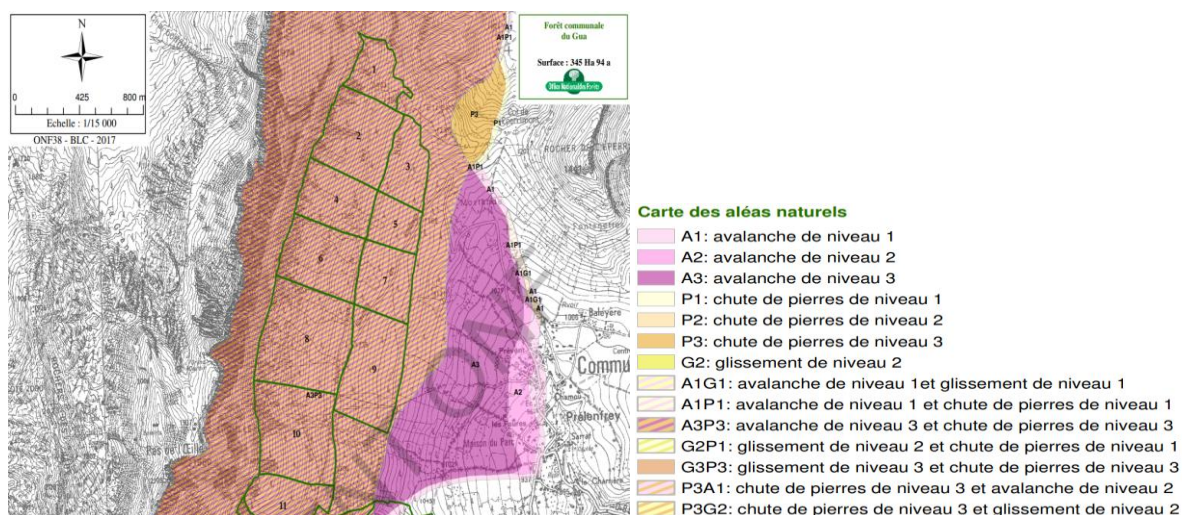 N
0 425 800 m
Echelle : 1/15 000
ONF38 - BLC - 2017
Forêt communale
du Gua
Surface : 345 Ha 94 a
Office National des Forêts
A1
A1P1
1
P3
P1
2
3
ROCHER DE
A1P1
A1
4
5
A1P1
6
7
A1G1
A1
A1G1
A1
Baleyère
8
Commu
A3
9
A2
Prélenfrey
A3P3
10
11
Carte des aléas naturels
A1: avalanche de niveau 1
A2: avalanche de niveau 2
A3: avalanche de niveau 3
P1: chute de pierres de niveau 1
P2: chute de pierres de niveau 2
P3: chute de pierres de niveau 3
G2: glissement de niveau 2
A1G1: avalanche de niveau 1et glissement de niveau 1
A1P1: avalanche de niveau 1 et chute de pierres de niveau 1
A3P3: avalanche de niveau 3 et chute de pierres de niveau 3
G2P1: glissement de niveau 2 et chute de pierres de niveau 1
G3P3: glissement de niveau 3 et chute de pierres de niveau 3
P3A1: chute de pierres de niveau 3 et avalanche de niveau 2
P3G2: chute de pierres de niveau 3 et glissement de niveau 2